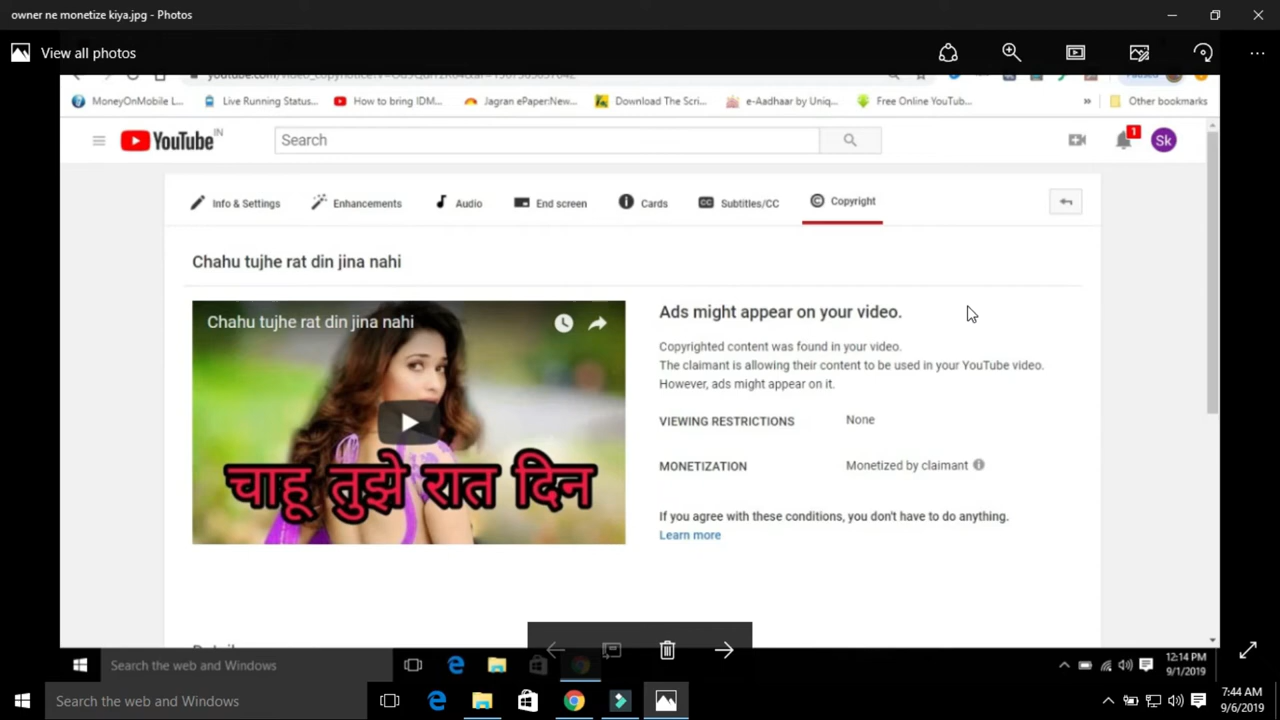 owner ne monetize kiya.jpg - Photos
View all photos
MoneyOnMobile L... Live Running Status... How to bring IDM... Jagran ePaper:New... Download The Scri... e-Aadhaar by Uniq... Free Online YouTub... » Other bookmarks
YouTube IN Search 1 Sk
Info & Settings Enhancements Audio End screen Cards CC Subtitles/CC © Copyright
Chahu tujhe rat din jina nahi
Chahu tujhe rat din jina nahi
चाहू तुझे रात दिन
Ads might appear on your video.
Copyrighted content was found in your video.
The claimant is allowing their content to be used in your YouTube video.
However, ads might appear on it.
VIEWING RESTRICTIONS None
MONETIZATION Monetized by claimant
If you agree with these conditions, you don't have to do anything.
Learn more
Search the web and Windows 12:14 PM
9/1/2019
Search the web and Windows 7:44 AM
9/6/2019